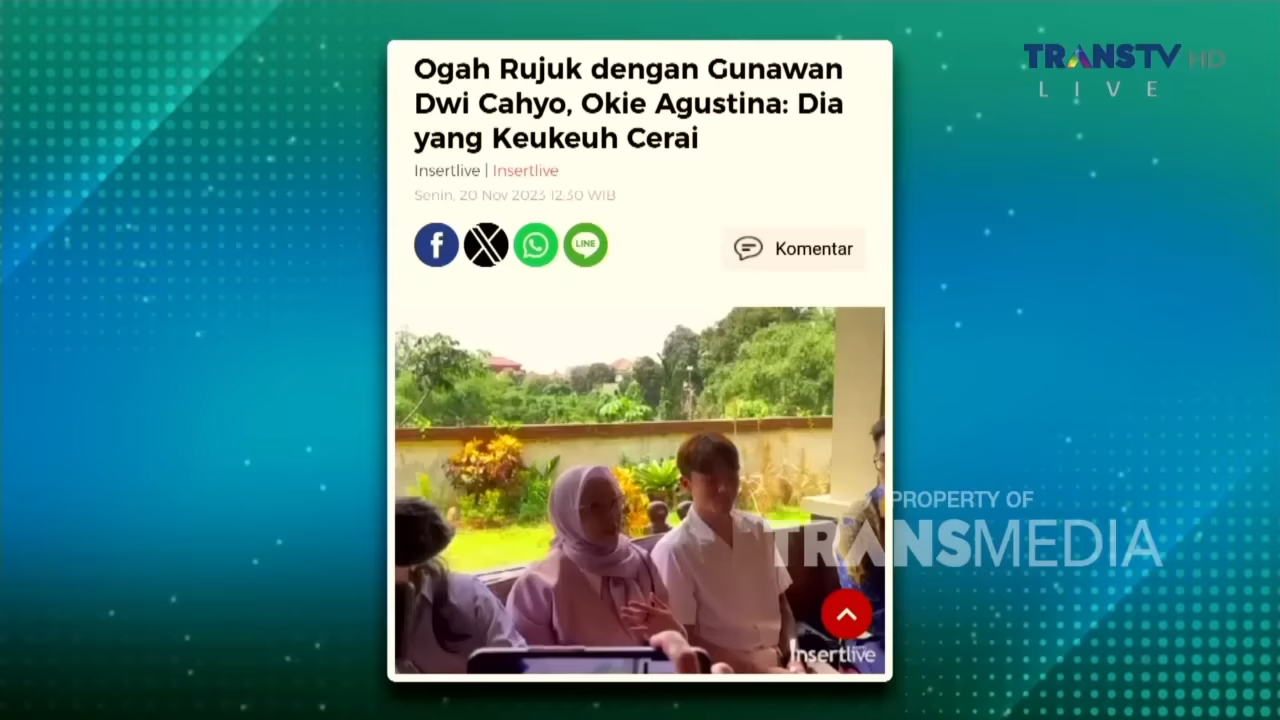 Ogah Rujuk dengan Gunawan
Dwi Cahyo, Okie Agustina: Dia
yang Keukeuh Cerai
Insertlive | Insertlive
Senin, 20 Nov 2023 12:30 WIB
LINE
Komentar
TRANSTV HD
LIVE
PROPERTY OF
TRANSMEDIA
Insertlive